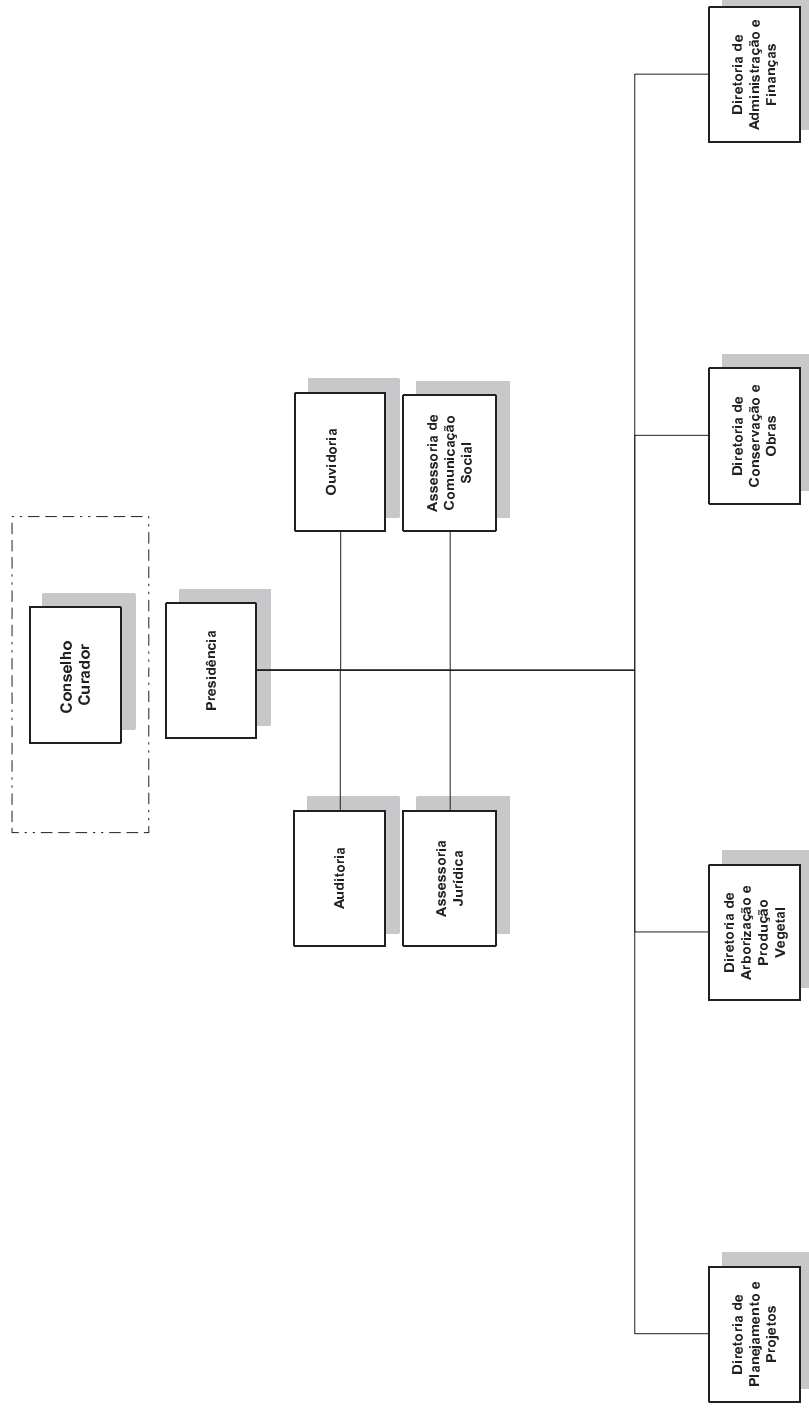 Conselho
Curador
Presidência
Auditoria
Ouvidoria
Assessoria
Jurídica
Assessoria de
Comunicação
Social
Diretoria de
Planejamento e
Projetos
Diretoria de
Arborização e
Produção
Vegetal
Diretoria de
Conservação e
Obras
Diretoria de
Administração e
Finanças